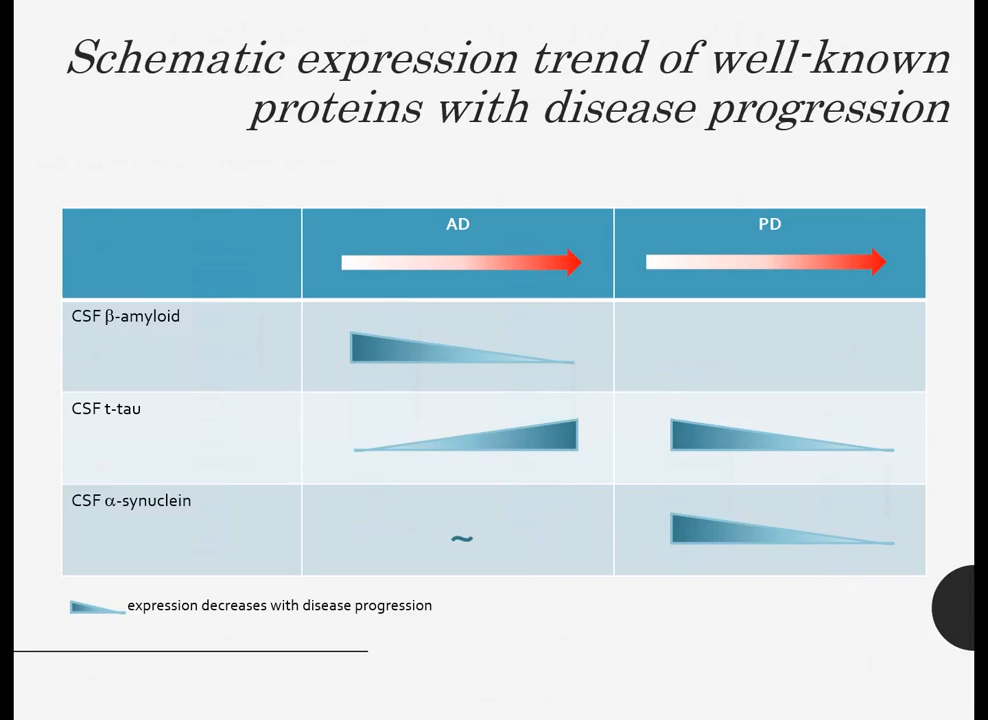 Schematic expression trend of well-known
proteins with disease progression
AD
PD
CSF β-amyloid
CSF t-tau
CSF α-synuclein
~
expression decreases with disease progression